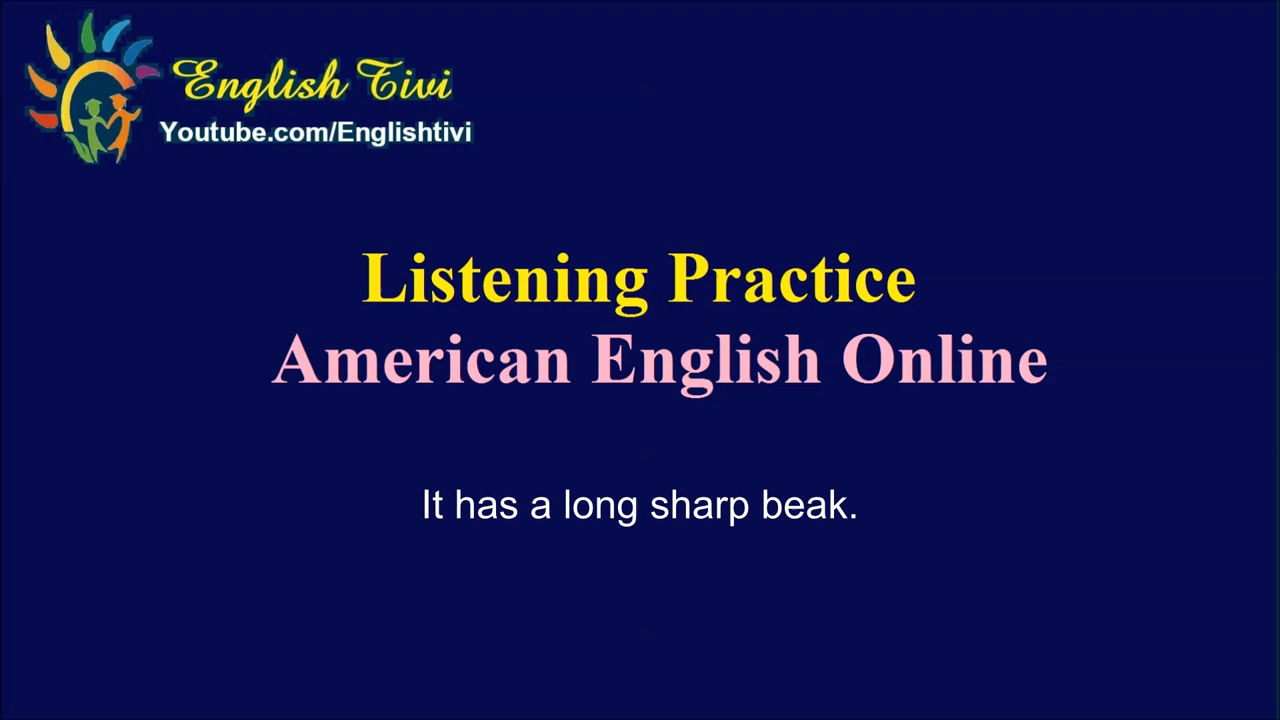 English Tivi
Youtube.com/Englishtivi
Listening Practice
American English Online
It has a long sharp beak.